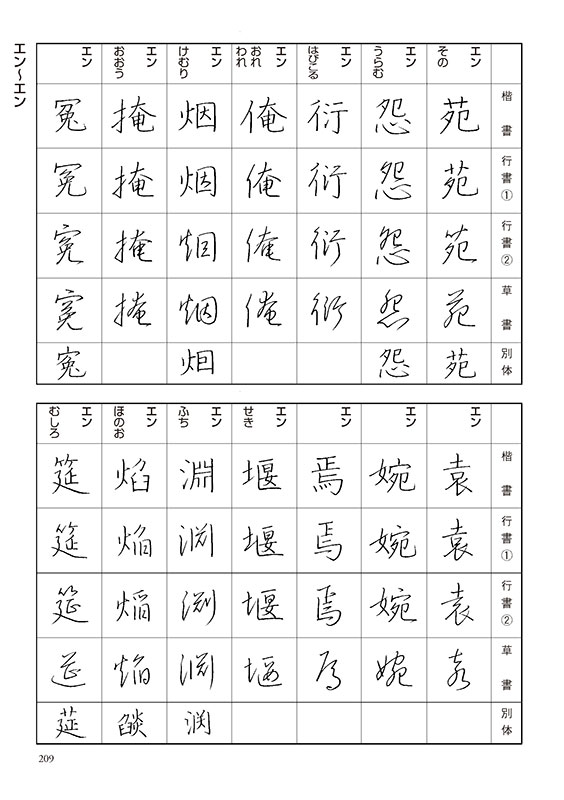 エン〜エン
楷書 行書① 行書② 草書 別体
エン その 苑 苑 苑 苑 苑
エン うらむ 怨 怨 怨 怨 怨
エン はびこる 衍 衍 衍 衍
エン おれ われ 俺 俺 俺 俺
エン けむり 烟 烟 烟 烟
エン おおう 掩 掩 掩 掩
エン 冤 冤 寃 寃 寃
楷書 行書① 行書② 草書 別体
エン 袁 袁 袁 袁
エン 婉 婉 婉 婉
エン 焉 焉 焉 焉
エン せき 堰 堰 堰 堰
エン ふち 淵 渕 渕 渕
エン ほのお 焰 焔 焔 焔 燄
エン むしろ 筵 筵 筵 筵 莚
209